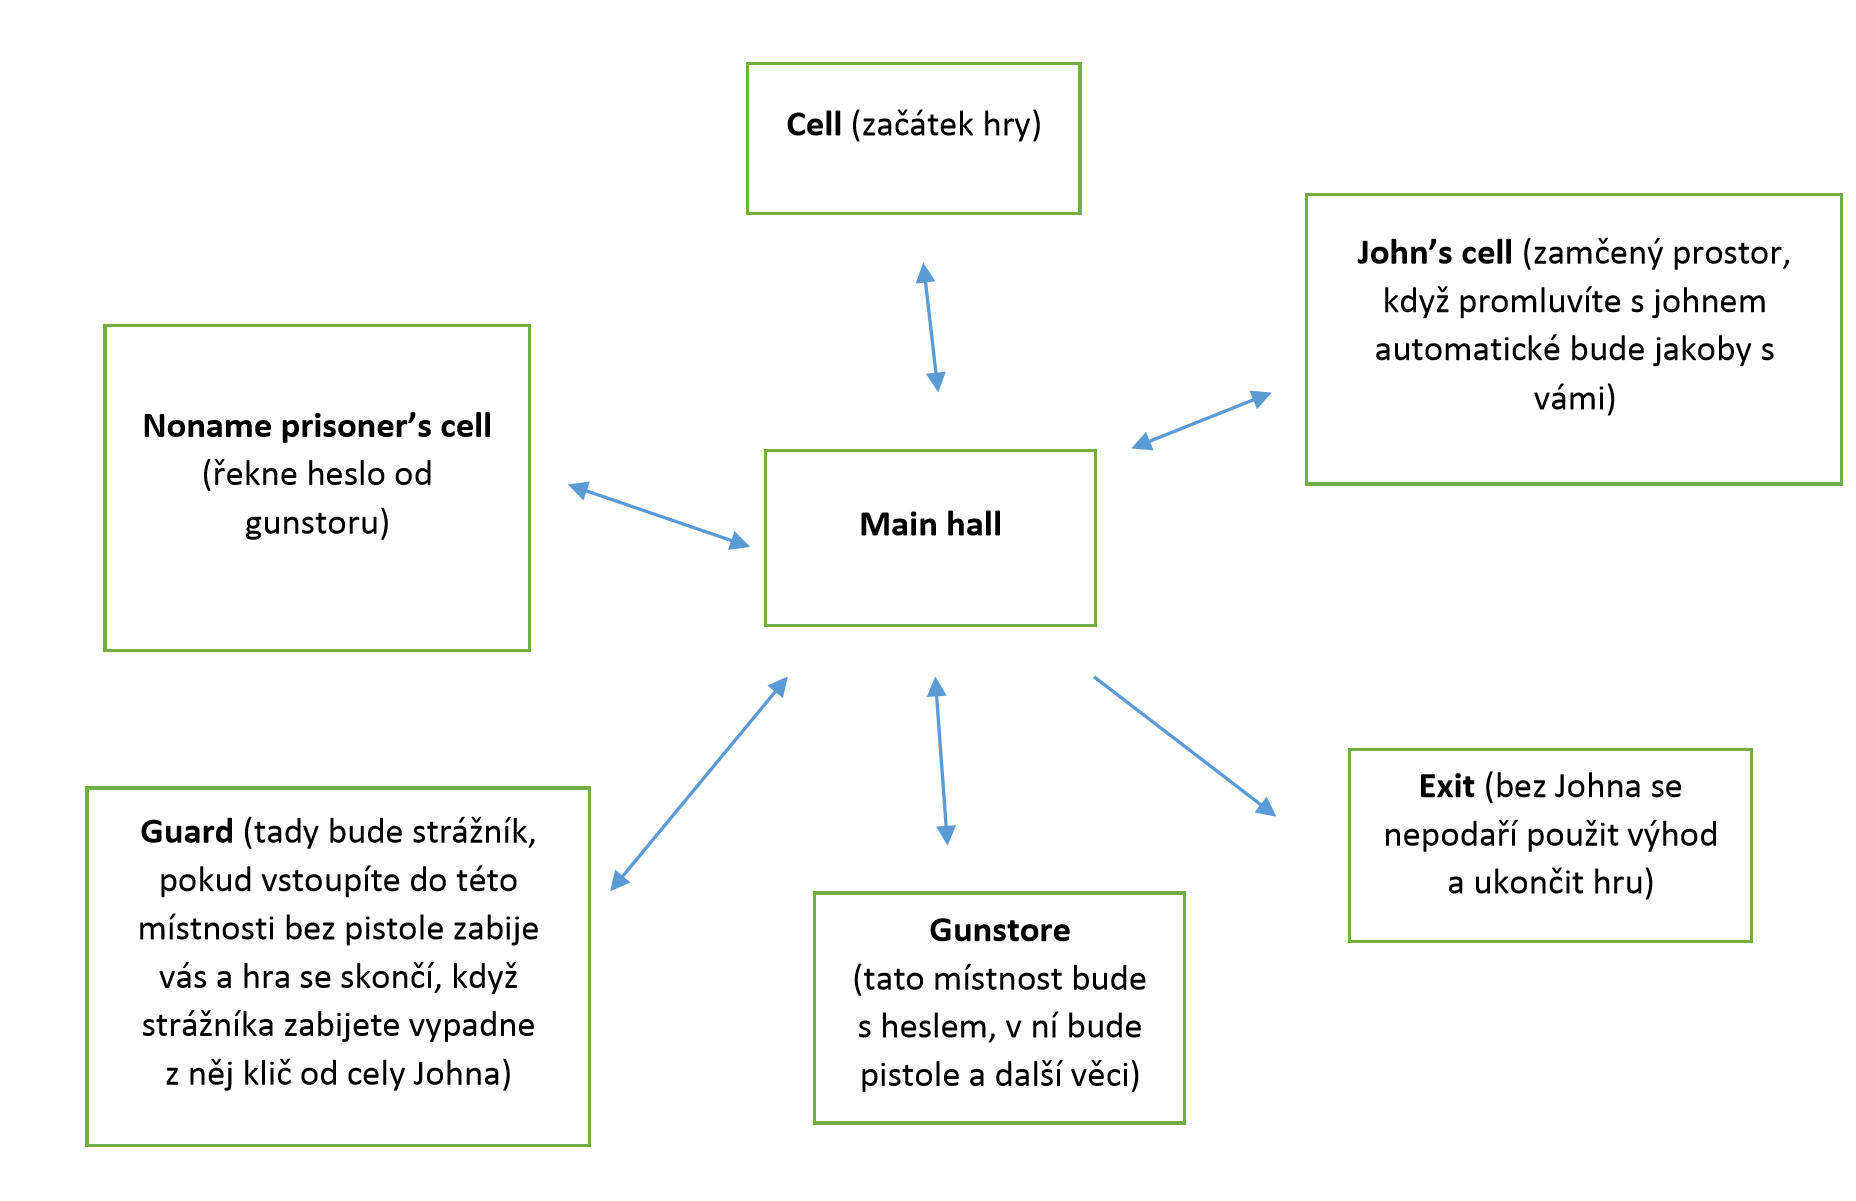 Cell (začátek hry)
John’s cell (zamčený prostor,
když promluvíte s johnem
automatické bude jakoby s
vámi)
Noname prisoner’s cell
(řekne heslo od
gunstoru)
Main hall
Guard (tady bude strážník,
pokud vstoupíte do této
místnosti bez pistole zabije
vás a hra se skončí, když
strážníka zabijete vypadne
z něj klič od cely Johna)
Gunstore
(tato místnost bude
s heslem, v ní bude
pistole a další věci)
Exit (bez Johna se
nepodaří použit výhod
a ukončit hru)